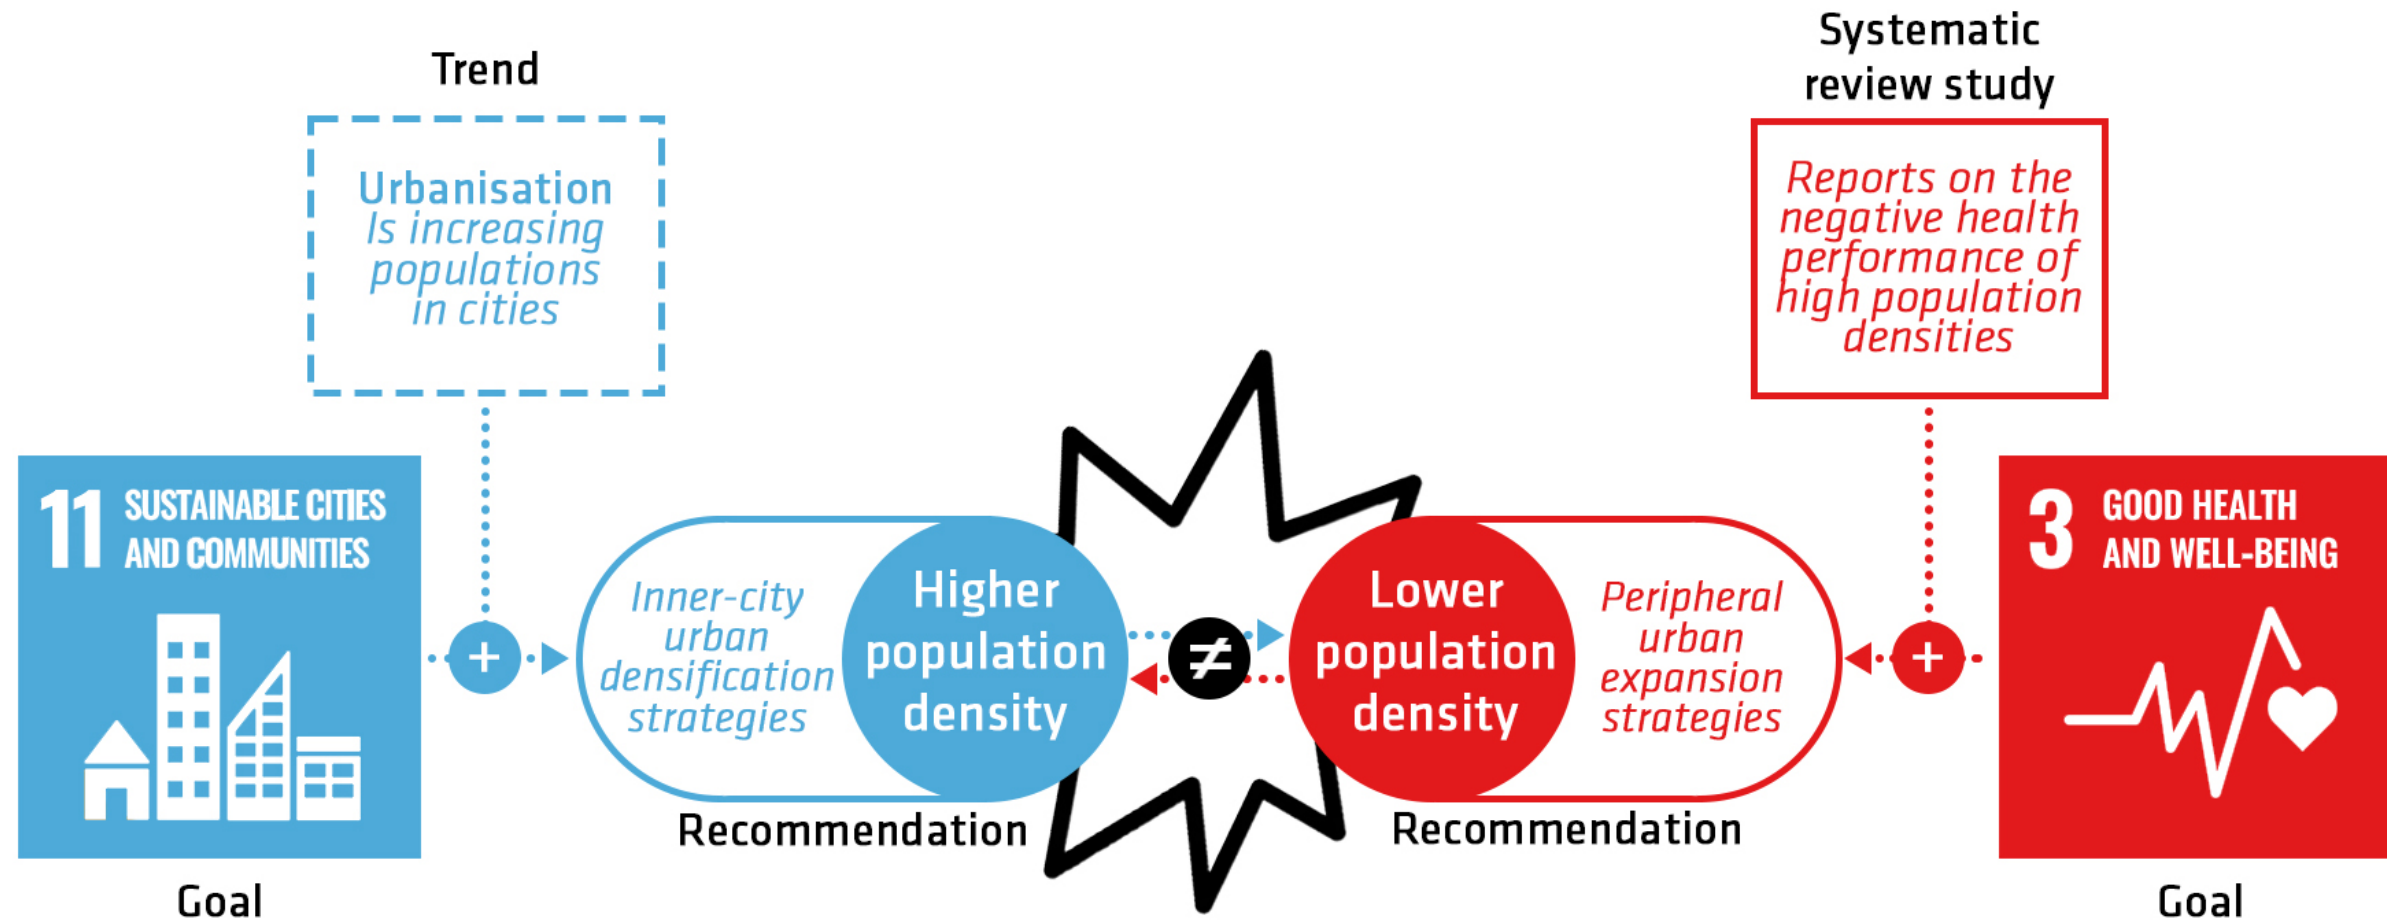 Trend
Urbanisation
Is increasing
populations
in cities
Systematic
review study
Reports on the
negative health
performance of
high population
densities
11 SUSTAINABLE CITIES
AND COMMUNITIES
Goal
+
Inner-city
urban
densification
strategies
Higher
population
density
Recommendation
≠
Lower
population
density
Peripheral
urban
expansion
strategies
Recommendation
+
3 GOOD HEALTH
AND WELL-BEING
Goal